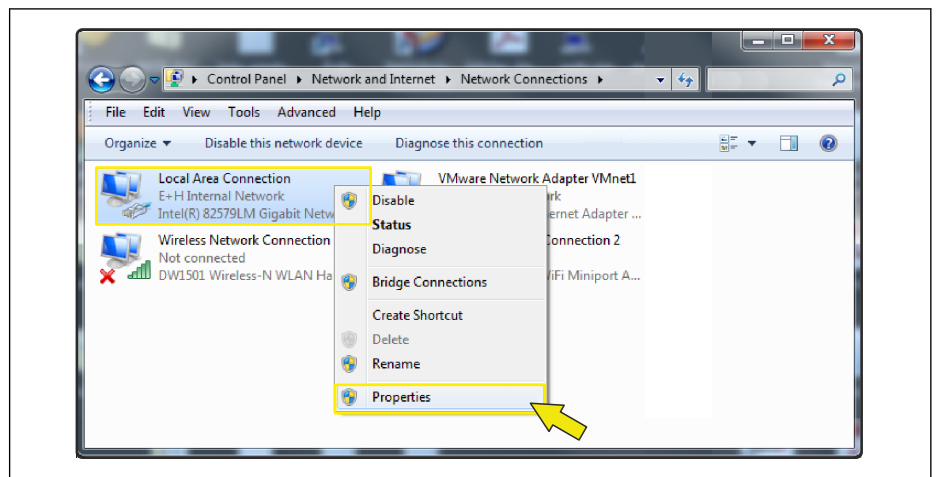 Control Panel ▸ Network and Internet ▸ Network Connections ▸
File Edit View Tools Advanced Help
Organize ▾ Disable this network device Diagnose this connection
Local Area Connection
E+H Internal Network
Intel(R) 82579LM Gigabit Netw
VMware Network Adapter VMnet1
rk
ernet Adapter ...
Wireless Network Connection
Not connected
DW1501 Wireless-N WLAN Ha
Connection 2
iFi Miniport A...
Disable
Status
Diagnose
Bridge Connections
Create Shortcut
Delete
Rename
Properties